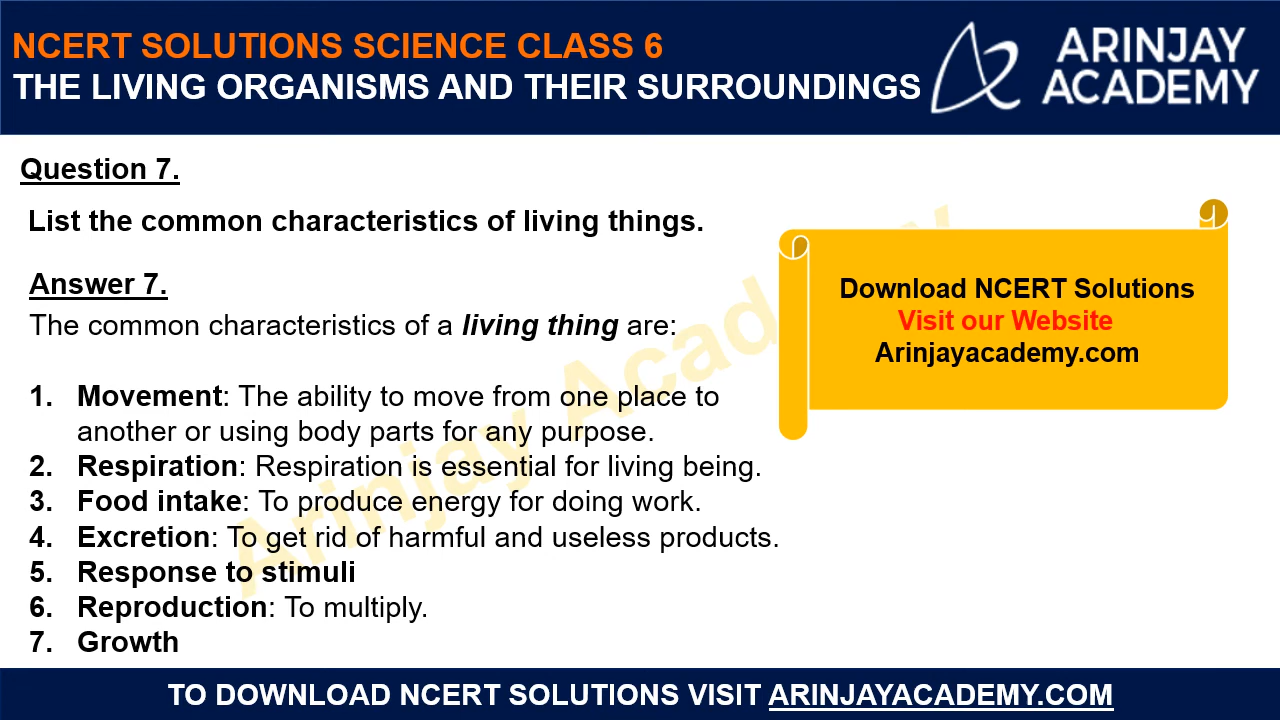 NCERT SOLUTIONS SCIENCE CLASS 6
THE LIVING ORGANISMS AND THEIR SURROUNDINGS
ARINJAY
ACADEMY
Question 7.
List the common characteristics of living things.
Answer 7.
The common characteristics of a living thing are:
1. Movement: The ability to move from one place to
another or using body parts for any purpose.
2. Respiration: Respiration is essential for living being.
3. Food intake: To produce energy for doing work.
4. Excretion: To get rid of harmful and useless products.
5. Response to stimuli
6. Reproduction: To multiply.
7. Growth
Download NCERT Solutions
Visit our Website
Arinjayacademy.com
Arinjay Academy
TO DOWNLOAD NCERT SOLUTIONS VISIT ARINJAYACADEMY.COM